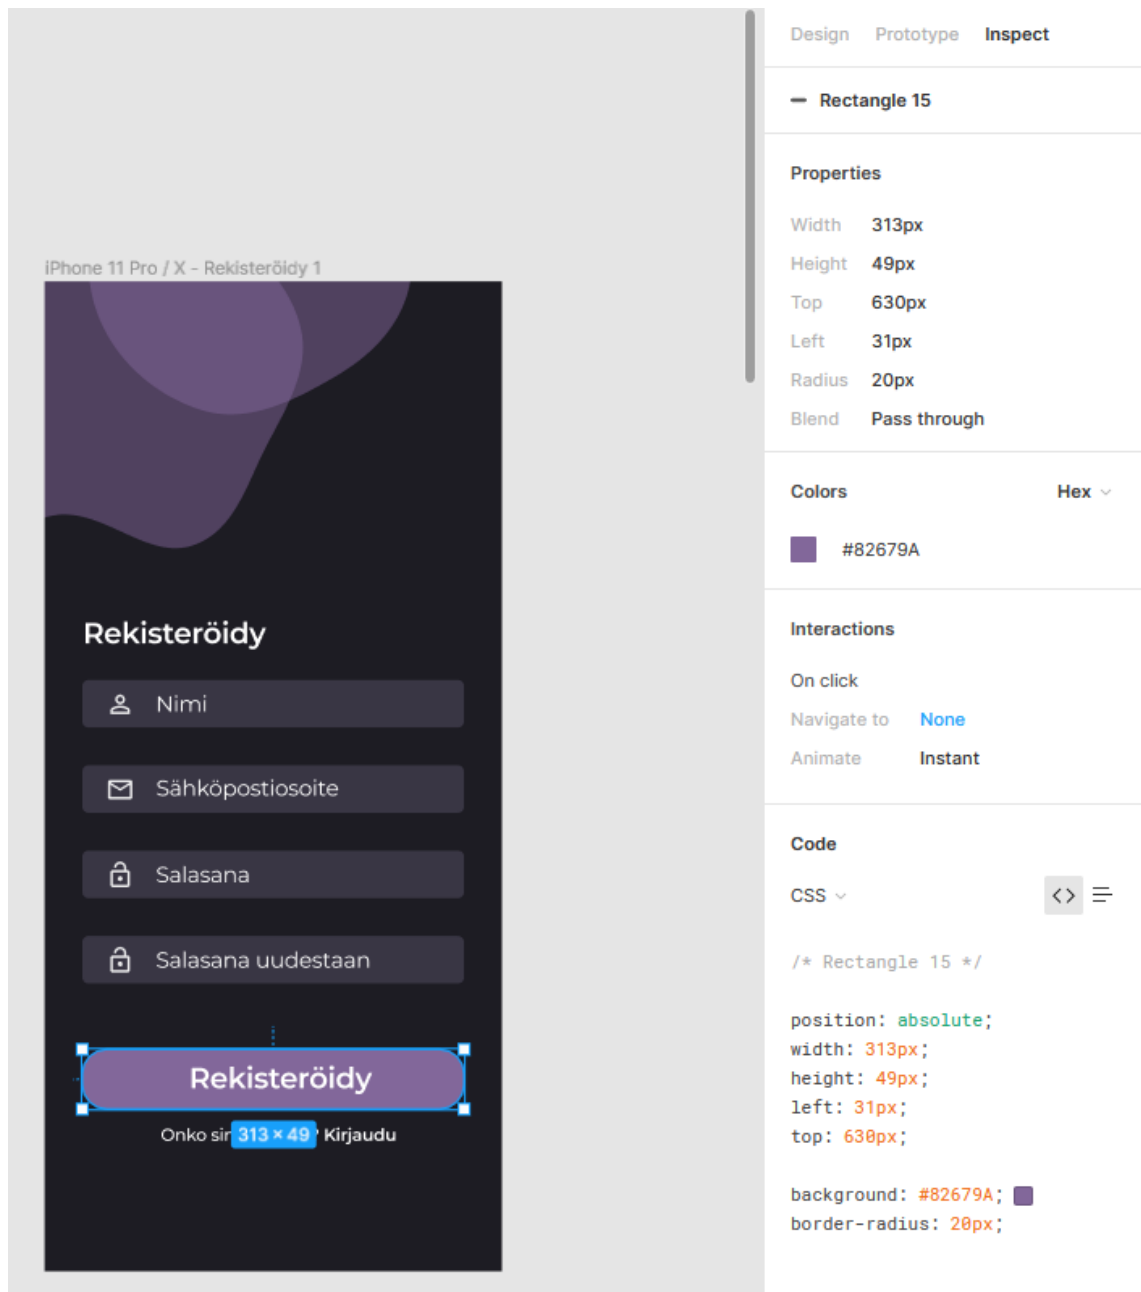 Design Prototype Inspect
Rectangle 15
Properties
Width 313px
Height 49px
Top 630px
Left 31px
Radius 20px
Blend Pass through
Colors Hex
#82679A
Interactions
On click
Navigate to None
Animate Instant
Code
CSS
/* Rectangle 15 */
position: absolute;
width: 313px;
height: 49px;
left: 31px;
top: 630px;
background: #82679A;
border-radius: 20px;
iPhone 11 Pro / X - Rekisteröidy 1
Rekisteröidy
Nimi
Sähköpostiosoite
Salasana
Salasana uudestaan
Rekisteröidy
Onko 313 × 49 Kirjaudu